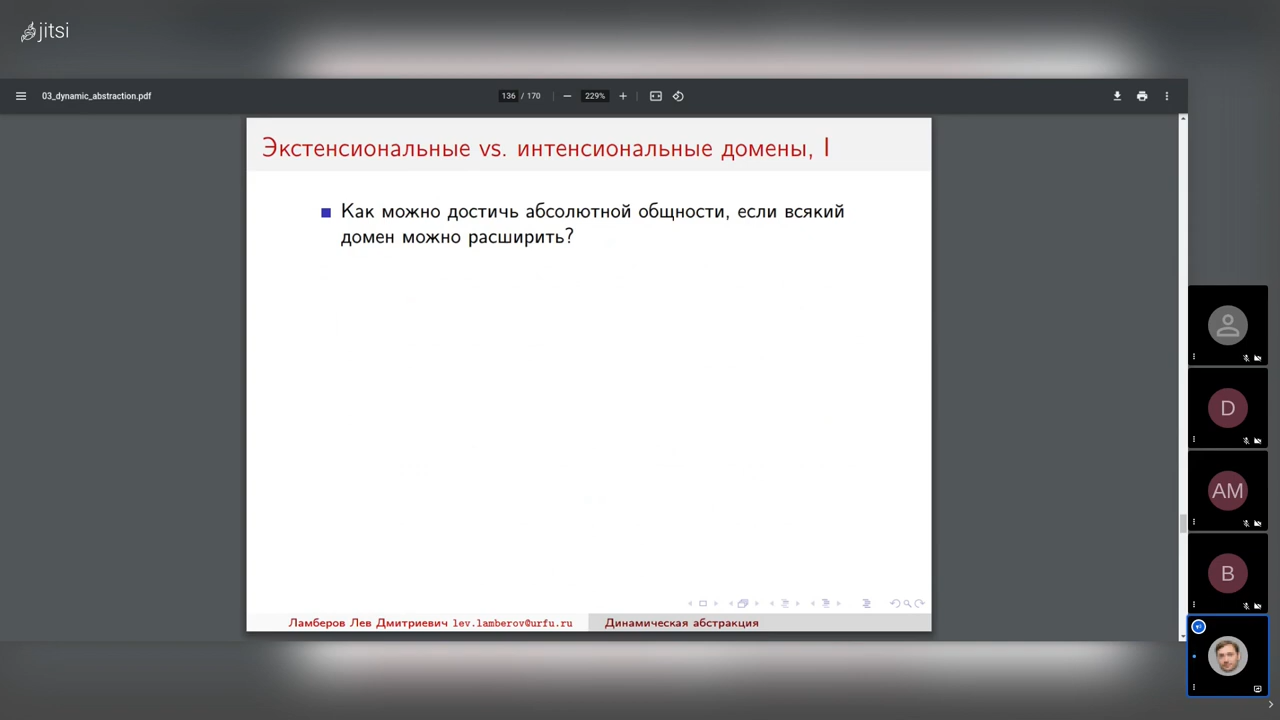 jitsi
03_dynamic_abstraction.pdf
136 / 170
229%
Экстенсиональные vs. интенсиональные домены, I
Как можно достичь абсолютной общности, если всякий
домен можно расширить?
D
AM
B
Ламберов Лев Дмитриевич lev.lamberov@urfu.ru
Динамическая абстракция